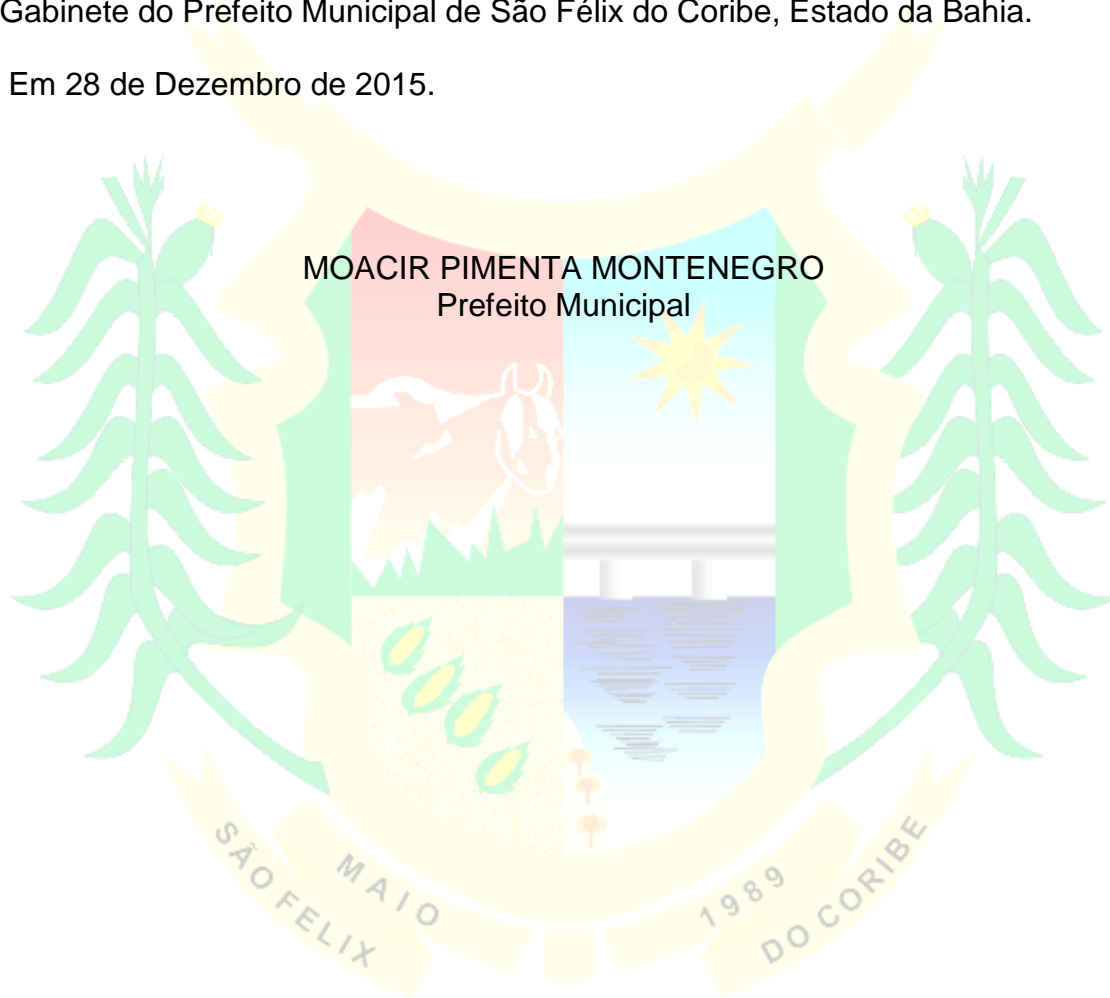 Gabinete do Prefeito Municipal de São Félix do Coribe, Estado da Bahia.
Em 28 de Dezembro de 2015.
MOACIR PIMENTA MONTENEGRO
Prefeito Municipal
SÃO FELIX
MAIO
1989
DO CORIBE